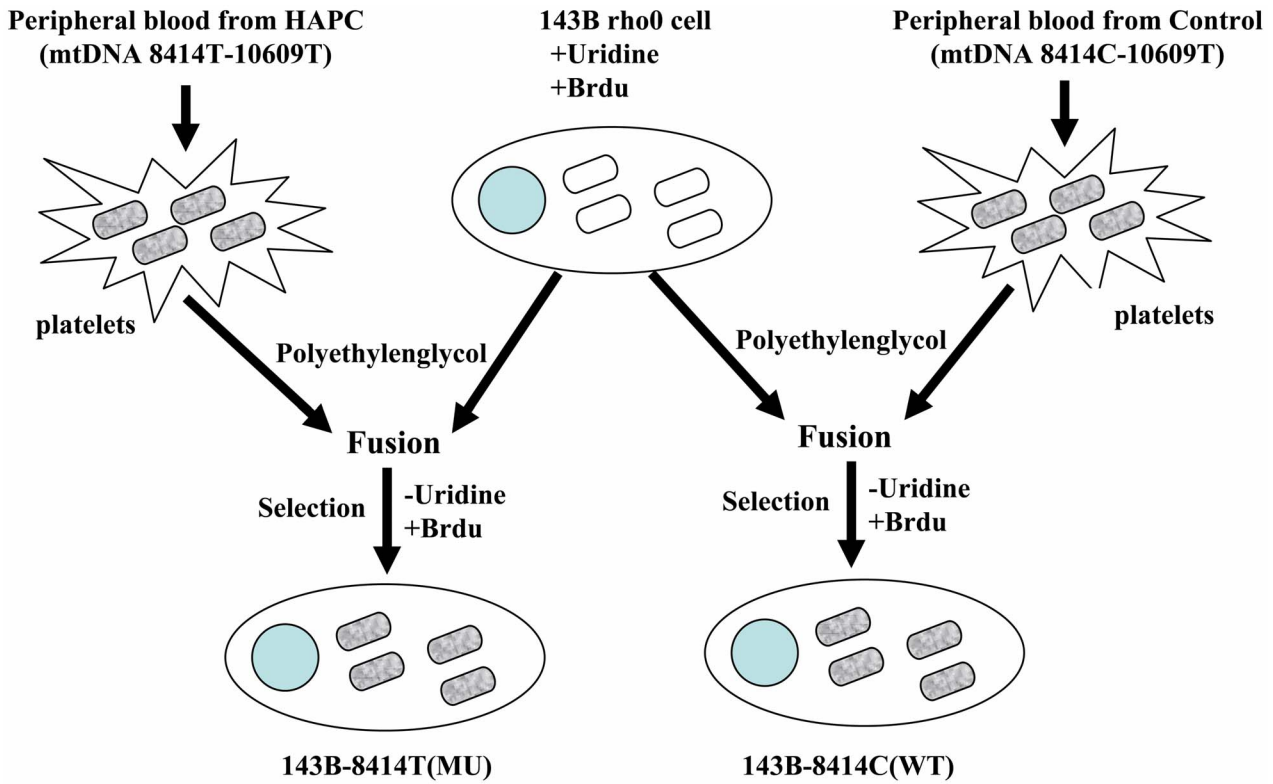 Peripheral blood from HAPC
(mtDNA 8414T-10609T)
143B rho0 cell
+Uridine
+Brdu
Peripheral blood from Control
(mtDNA 8414C-10609T)
platelets
platelets
Polyethylenglycol
Polyethylenglycol
Fusion
Fusion
Selection
-Uridine
+Brdu
Selection
-Uridine
+Brdu
143B-8414T(MU)
143B-8414C(WT)